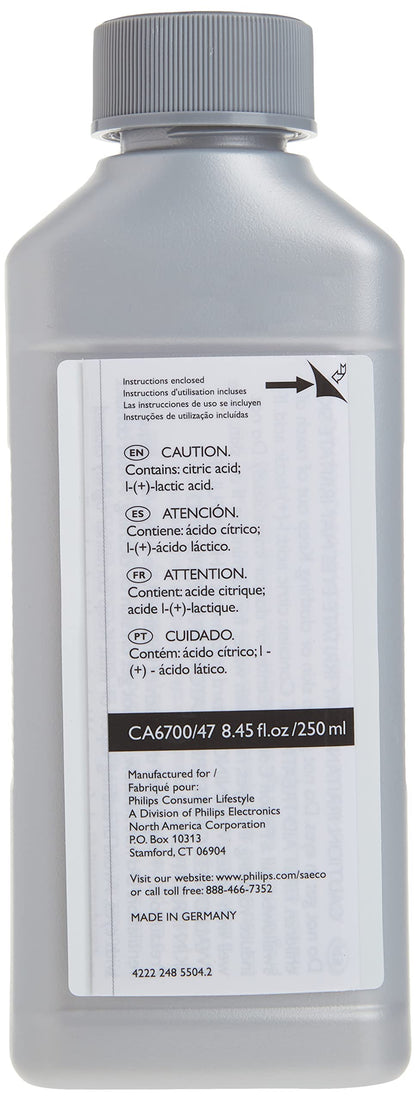 Instructions enclosed
Instructions d'utilisation incluses
Las instrucciones de uso se incluyen
Instruções de utilização incluídas
EN CAUTION.
Contains: citric acid;
l-(+)-lactic acid.
ES ATENCIÓN.
Contiene: ácido cítrico;
l-(+)-ácido láctico.
FR ATTENTION.
Contient: acide citrique;
acide l-(+)-lactique.
PT CUIDADO.
Contém: ácido cítrico; l -
(+) - ácido lático.
CA6700/47 8.45 fl.oz /250 ml
Manufactured for /
Fabriqué pour:
Philips Consumer Lifestyle
A Division of Philips Electronics
North America Corporation
P.O. Box 10313
Stamford, CT 06904
Visit our website: www.philips.com/saeco
or call toll free: 888-466-7352
MADE IN GERMANY
4222 248 5504.2